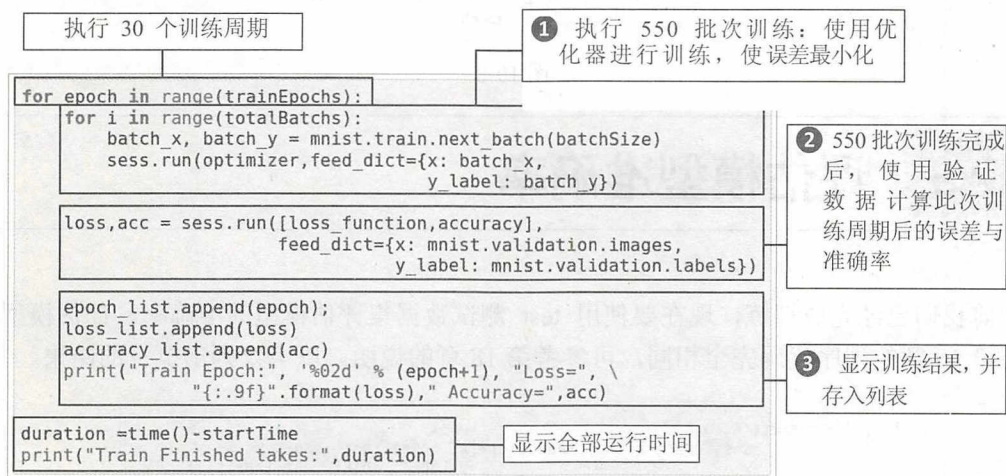 执行 30 个训练周期
❶ 执行 550 批次训练：使用优
化器进行训练，使误差最小化
for epoch in range(trainEpochs):
for i in range(totalBatchs):
batch_x, batch_y = mnist.train.next_batch(batchSize)
sess.run(optimizer,feed_dict={x: batch_x,
y_label: batch_y})
❷ 550 批次训练完成
后，使用验证
数据计算此次训
练周期后的误差与
准确率
loss,acc = sess.run([loss_function,accuracy],
feed_dict={x: mnist.validation.images,
y_label: mnist.validation.labels})
epoch_list.append(epoch);
loss_list.append(loss)
accuracy_list.append(acc)
print("Train Epoch:", '%02d' % (epoch+1), "Loss=", \
"{:.9f}".format(loss)," Accuracy=",acc)
❸ 显示训练结果，并
存入列表
duration =time()-startTime
print("Train Finished takes:",duration)
显示全部运行时间